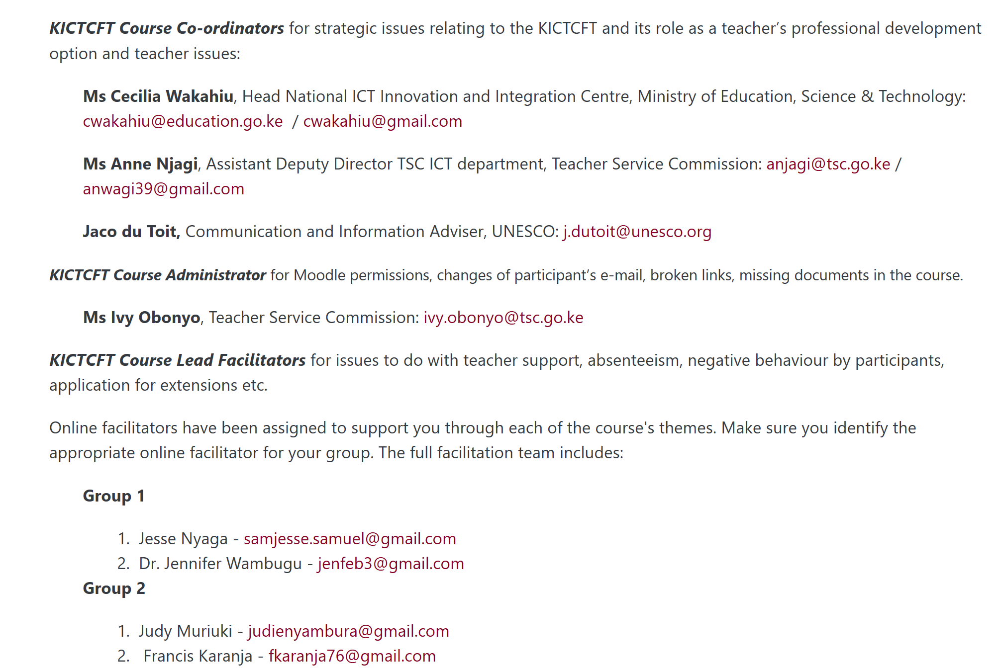 KICTCFT Course Co-ordinators for strategic issues relating to the KICTCFT and its role as a teacher’s professional development
option and teacher issues:
Ms Cecilia Wakahiu, Head National ICT Innovation and Integration Centre, Ministry of Education, Science & Technology:
cwakahiu@education.go.ke / cwakahiu@gmail.com
Ms Anne Njagi, Assistant Deputy Director TSC ICT department, Teacher Service Commission: anjagi@tsc.go.ke /
anwagi39@gmail.com
Jaco du Toit, Communication and Information Adviser, UNESCO: j.dutoit@unesco.org
KICTCFT Course Administrator for Moodle permissions, changes of participant’s e-mail, broken links, missing documents in the course.
Ms Ivy Obonyo, Teacher Service Commission: ivy.obonyo@tsc.go.ke
KICTCFT Course Lead Facilitators for issues to do with teacher support, absenteeism, negative behaviour by participants,
application for extensions etc.
Online facilitators have been assigned to support you through each of the course's themes. Make sure you identify the
appropriate online facilitator for your group. The full facilitation team includes:
Group 1
1. Jesse Nyaga - samjesse.samuel@gmail.com
2. Dr. Jennifer Wambugu - jenfeb3@gmail.com
Group 2
1. Judy Muriuki - judienyambura@gmail.com
2. Francis Karanja - fkaranja76@gmail.com